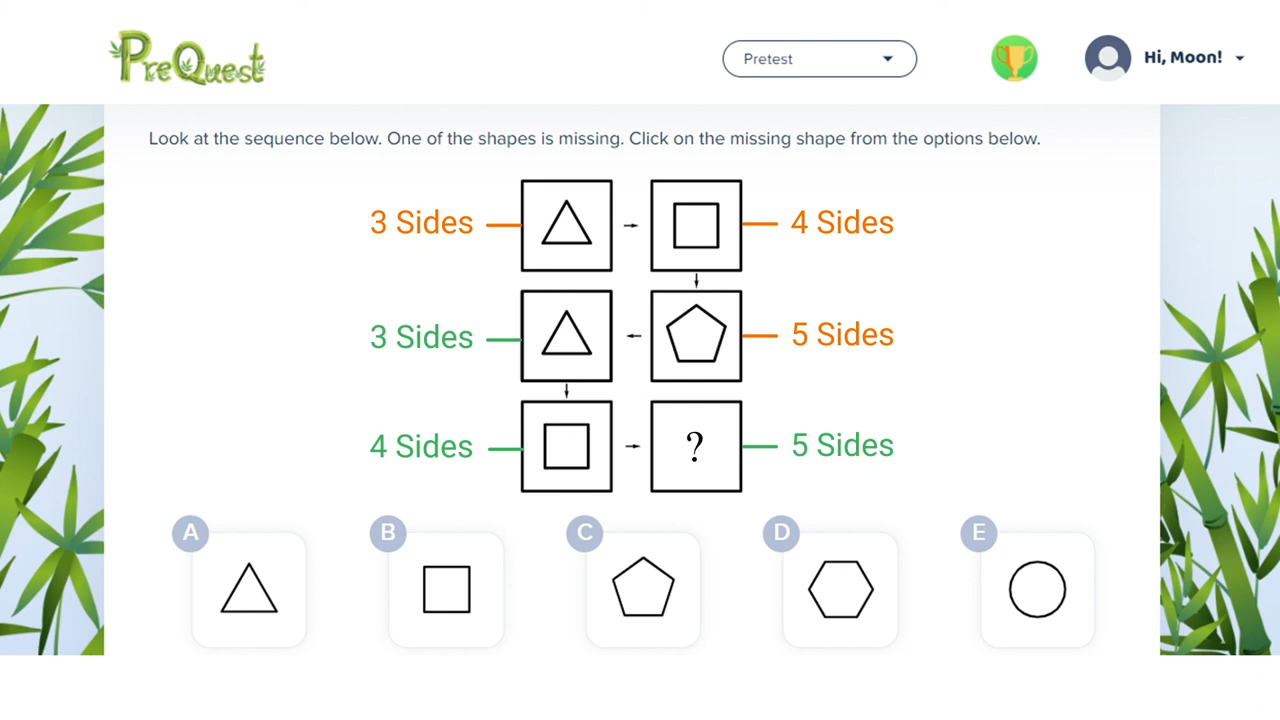 PreQuest
Pretest
Hi, Moon!
Look at the sequence below. One of the shapes is missing. Click on the missing shape from the options below.
3 Sides
4 Sides
3 Sides
5 Sides
4 Sides
?
5 Sides
A
B
C
D
E